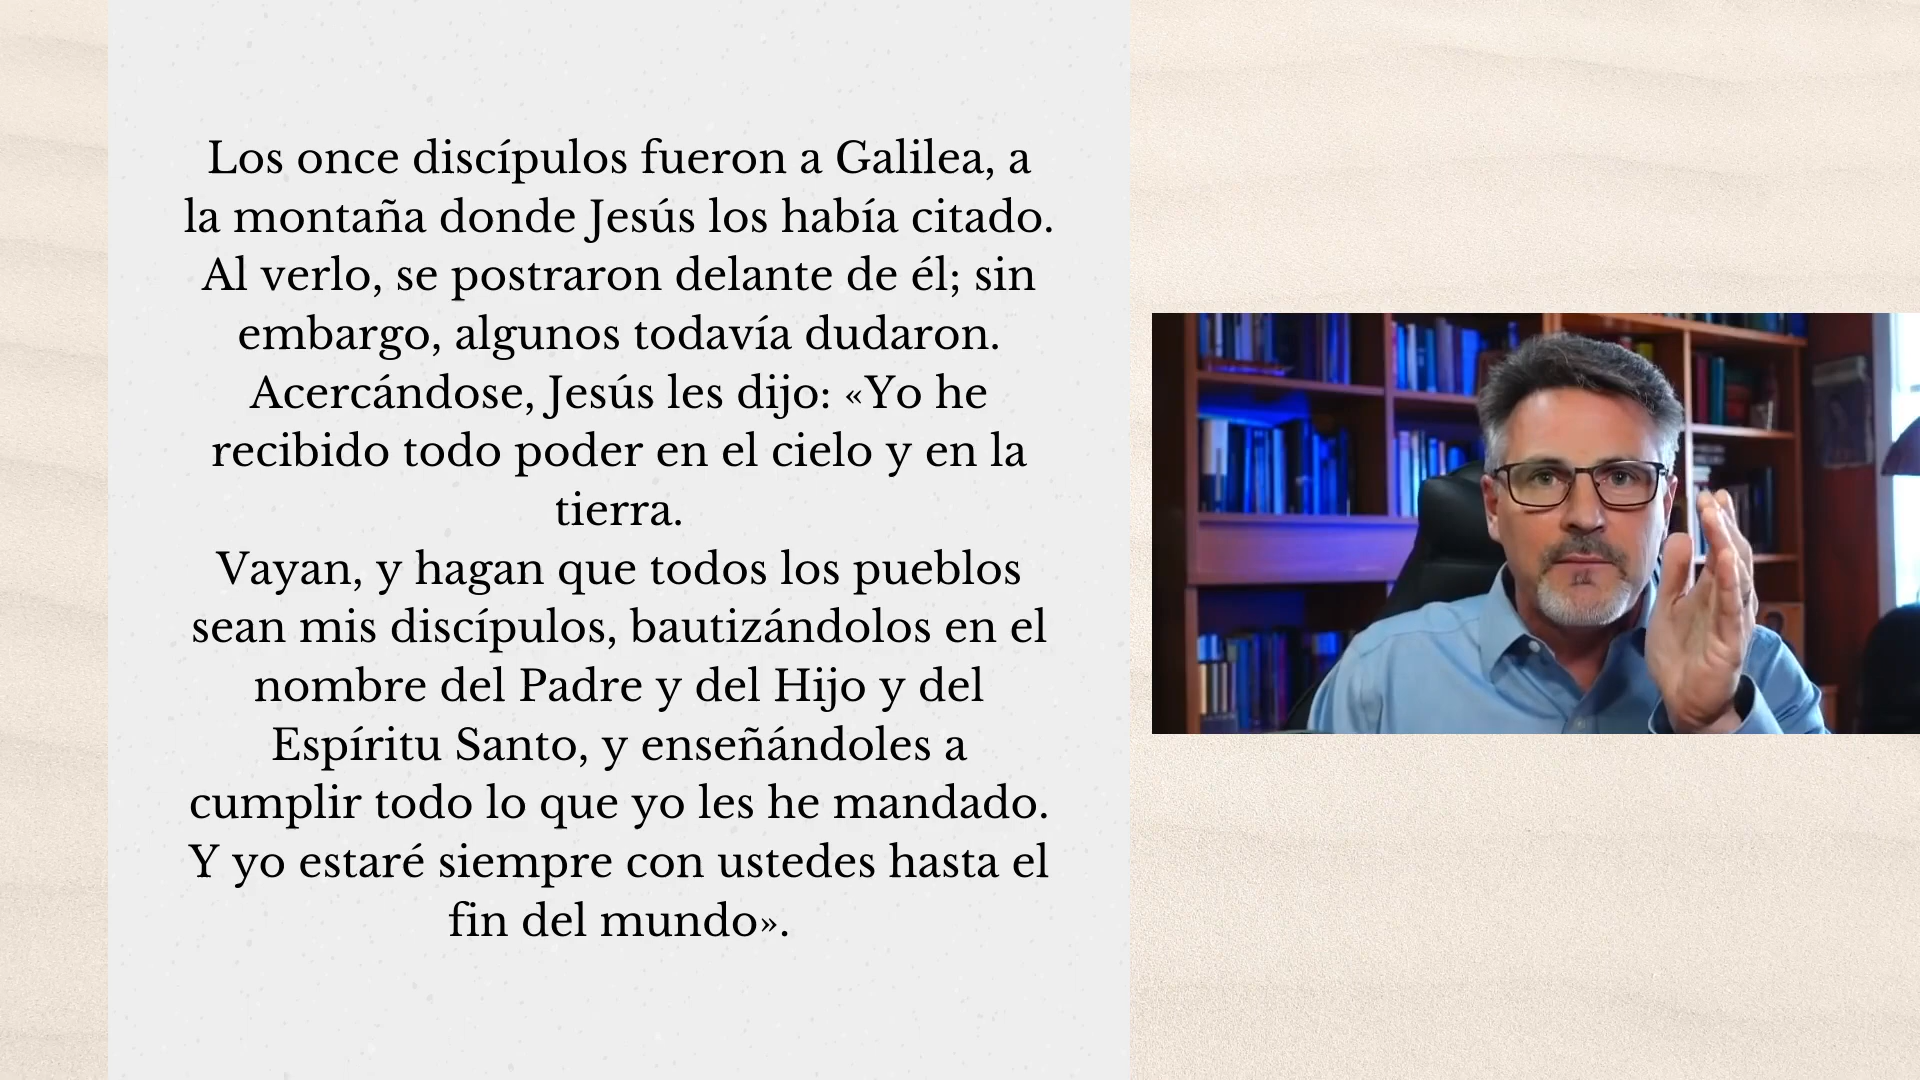 Los once discípulos fueron a Galilea, a
la montaña donde Jesús los había citado.
Al verlo, se postraron delante de él; sin
embargo, algunos todavía dudaron.
Acercándose, Jesús les dijo: «Yo he
recibido todo poder en el cielo y en la
tierra.
Vayan, y hagan que todos los pueblos
sean mis discípulos, bautizándolos en el
nombre del Padre y del Hijo y del
Espíritu Santo, y enseñándoles a
cumplir todo lo que yo les he mandado.
Y yo estaré siempre con ustedes hasta el
fin del mundo».